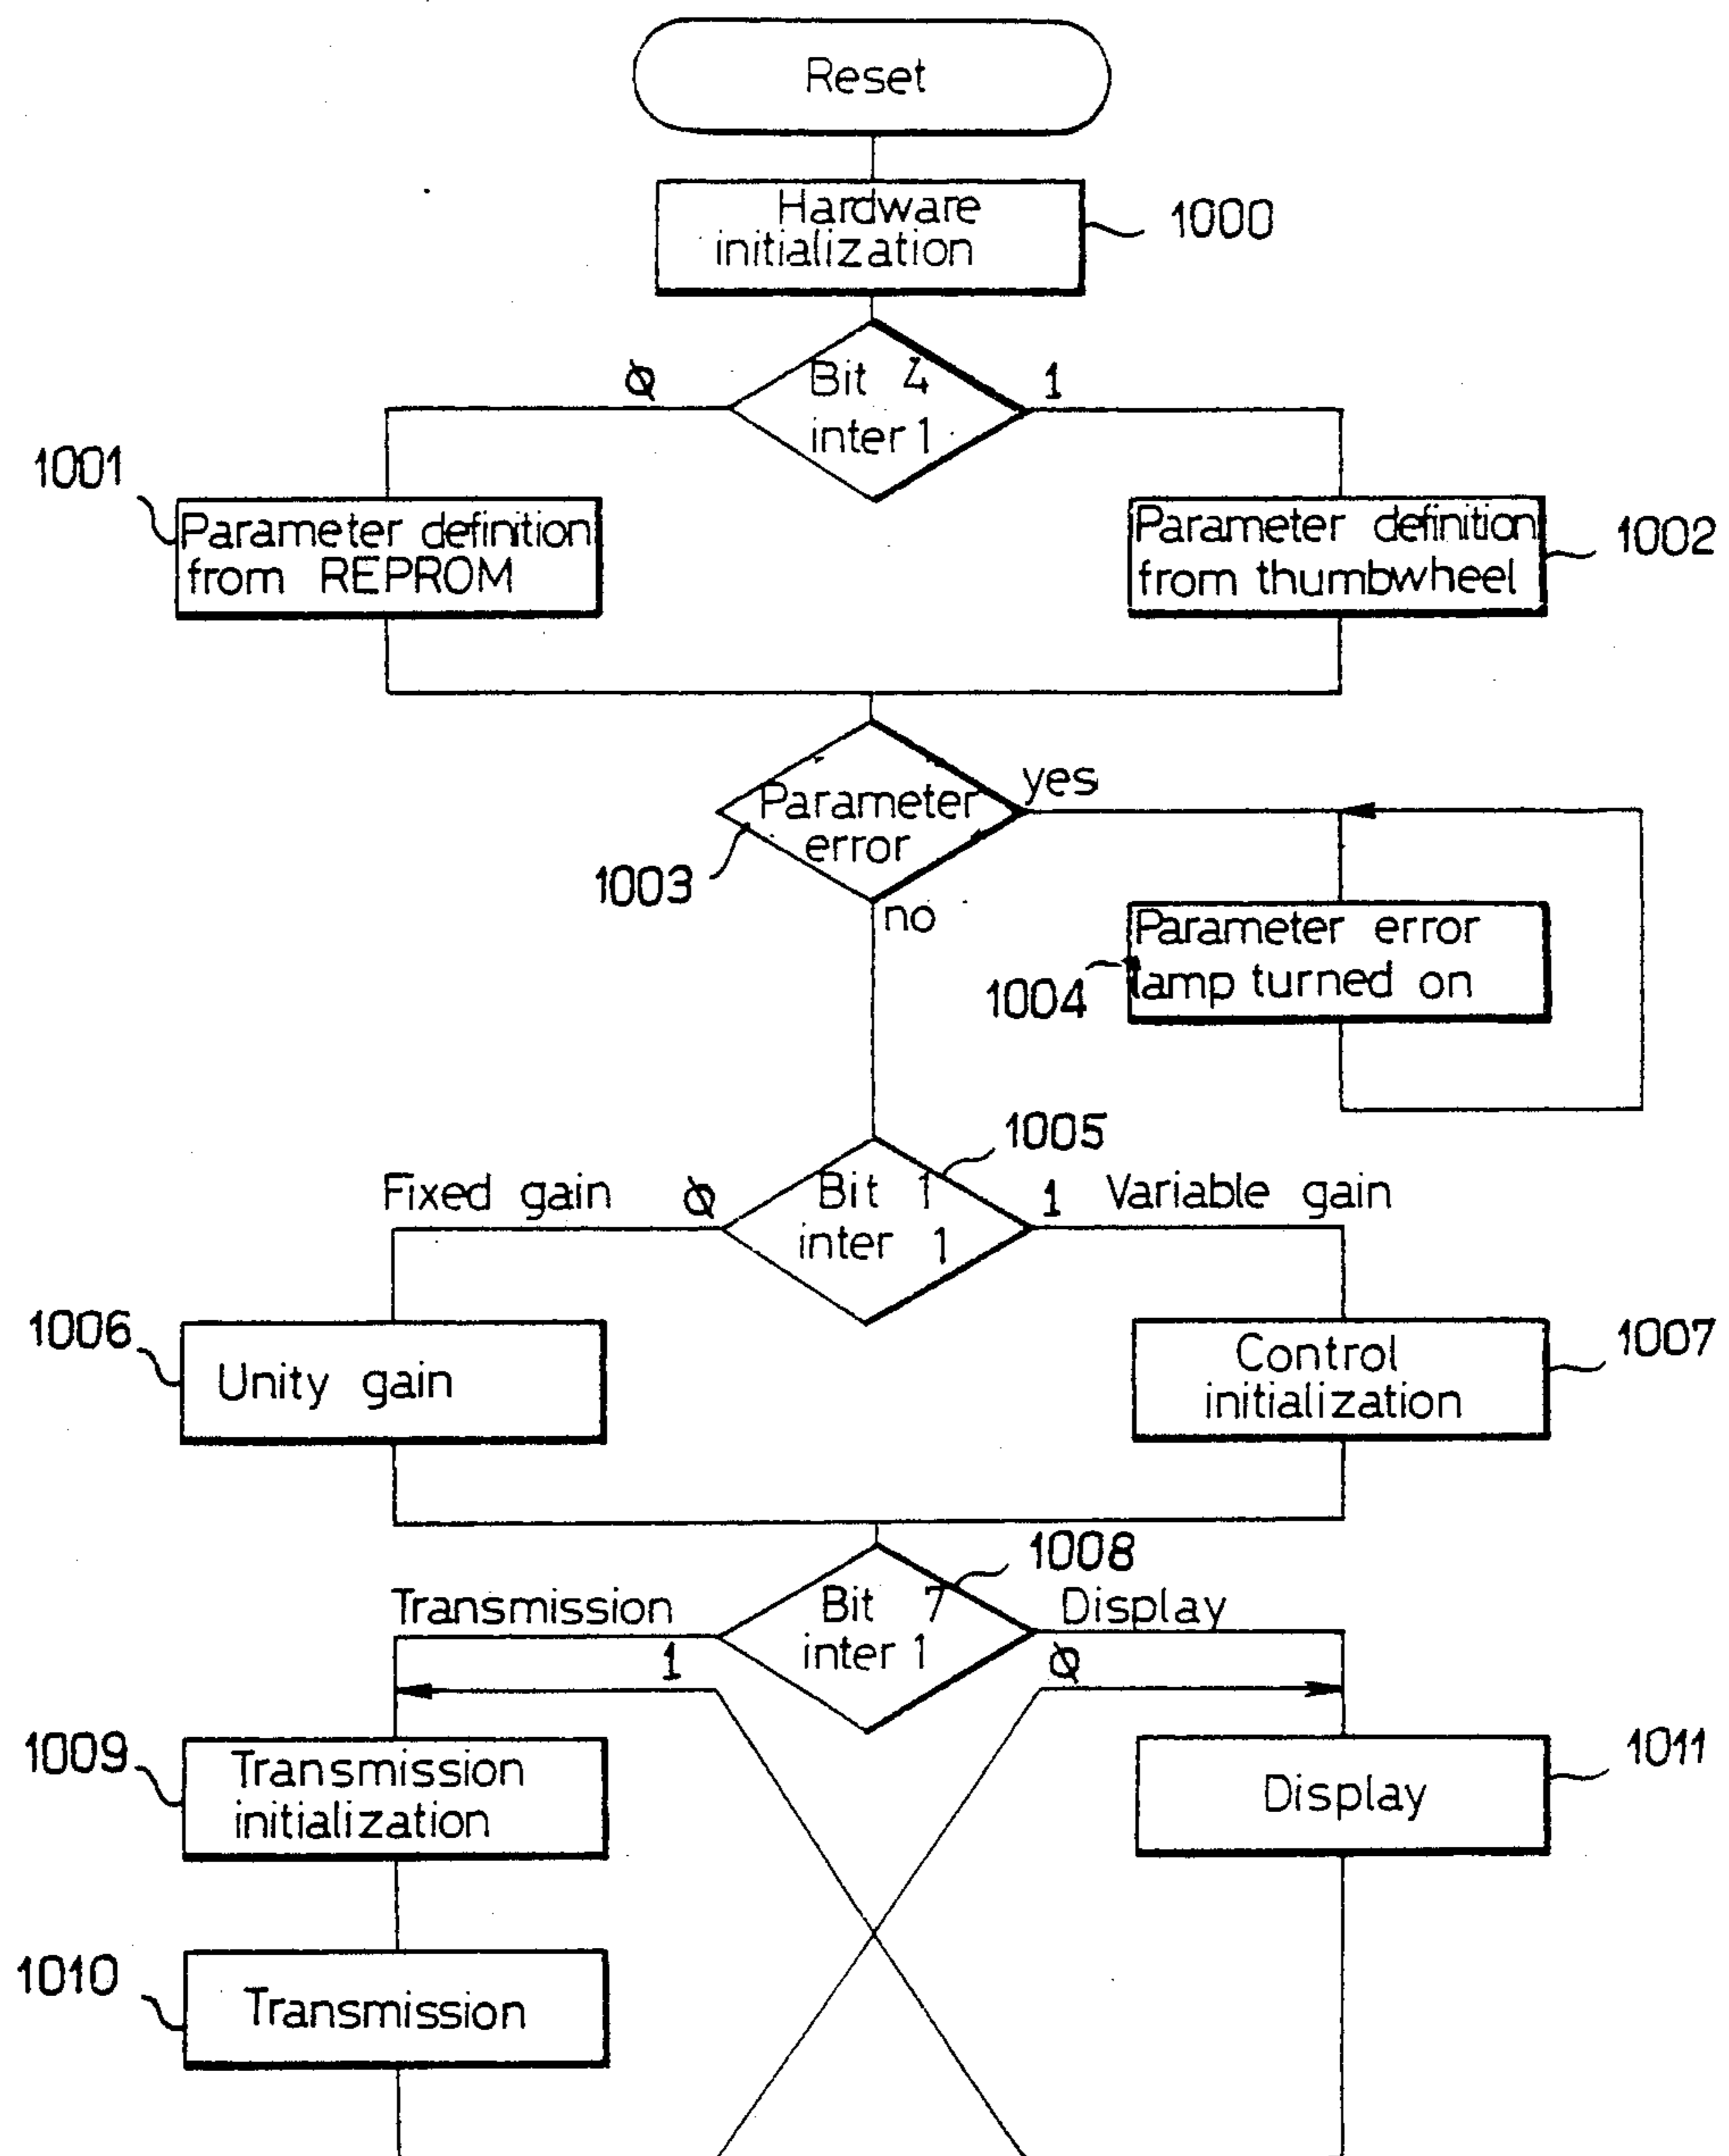 Reset
Hardware
initialization
1000
Bit 4
inter 1
Ø
1
1001
Parameter definition
from REPROM
Parameter definition
from thumbwheel
1002
Parameter
error
yes
1003
no
Parameter error
lamp turned on
1004
1005
Fixed gain
Ø
Bit 1
inter 1
1
Variable gain
1006
Unity gain
Control
initialization
1007
1008
Transmission
1
Bit 7
inter 1
Display
Ø
1009
Transmission
initialization
Display
1011
1010
Transmission